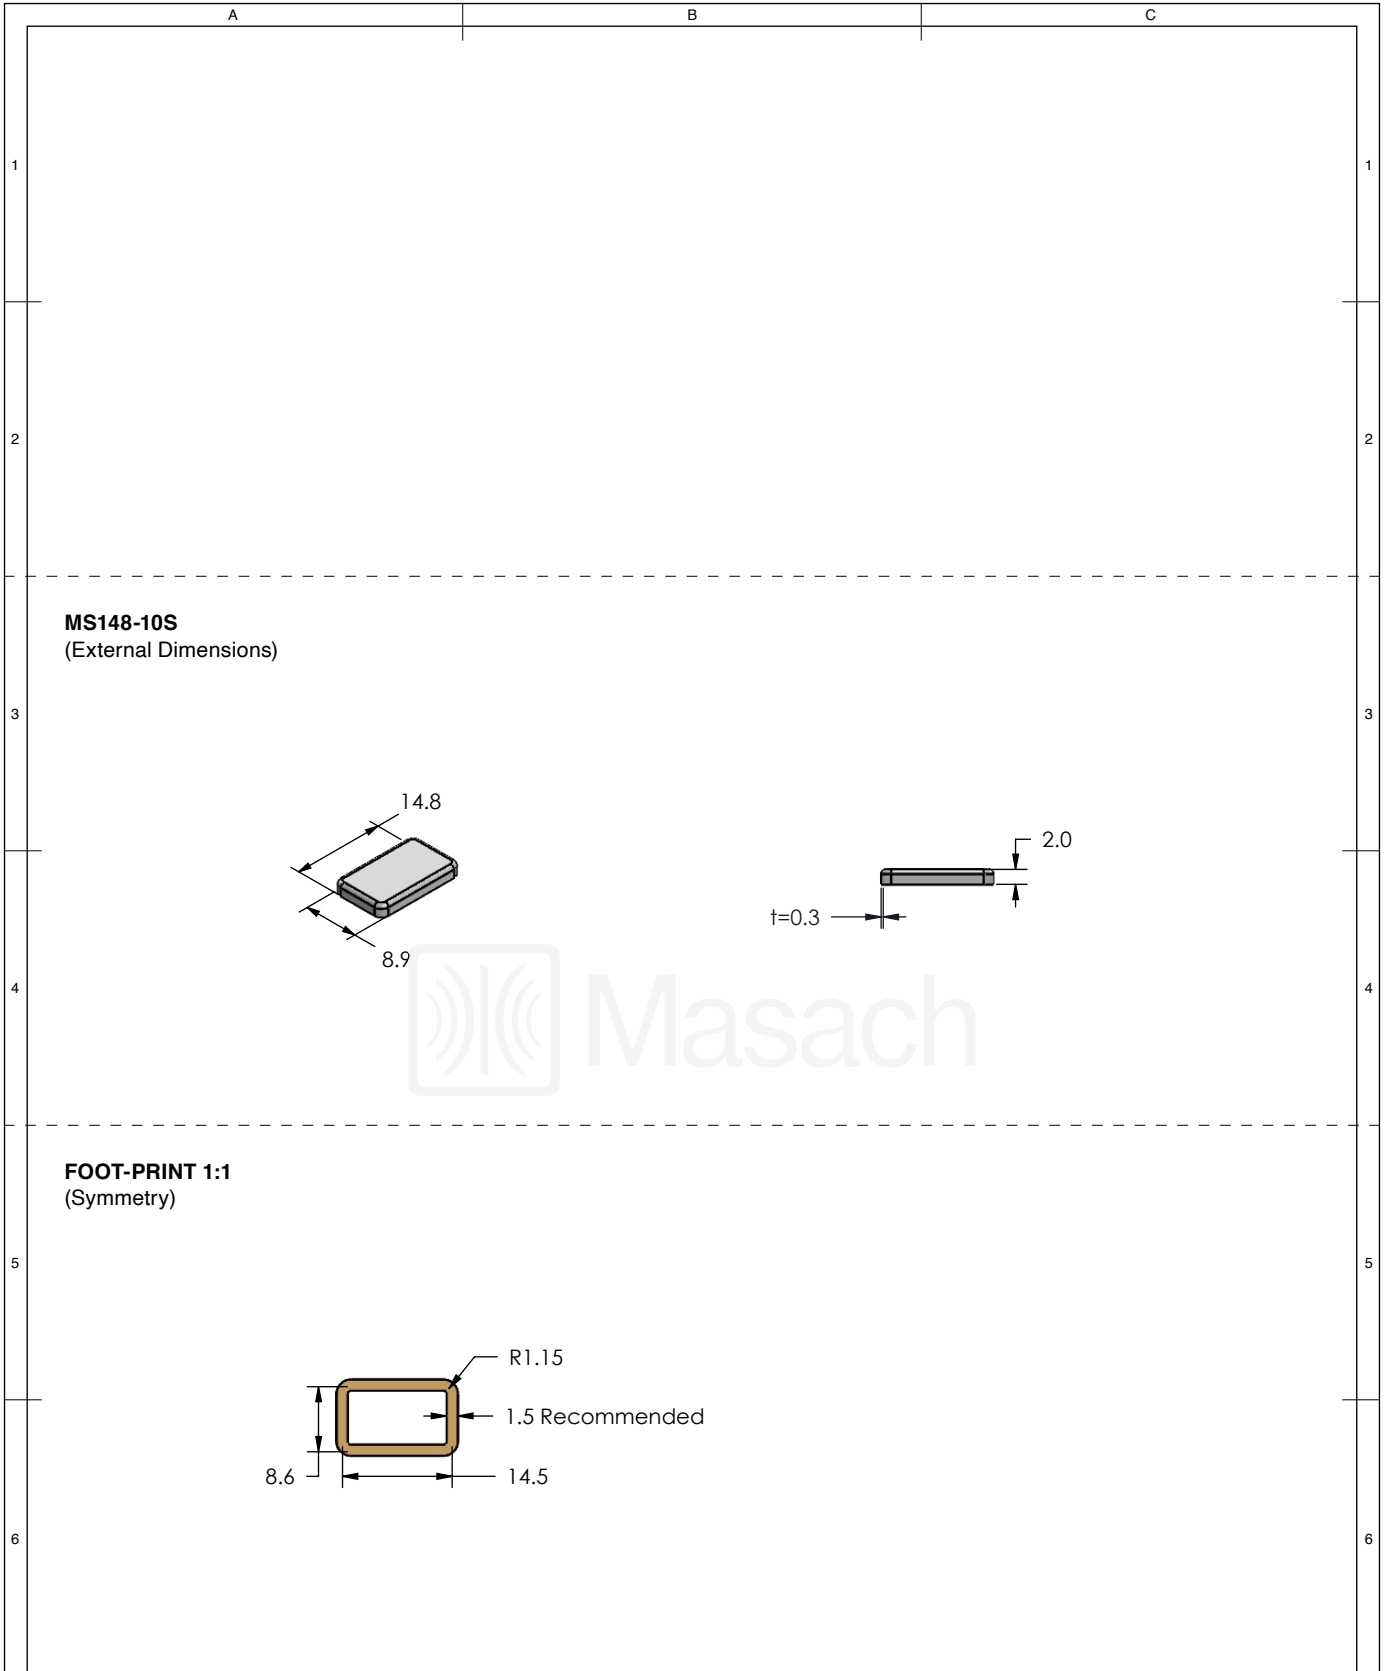 A
B
C
1
1
2
2
MS148-10S
(External Dimensions)
3
3
14.8
2.0
t=0.3
8.9
4
4
Masach
FOOT-PRINT 1:1
(Symmetry)
5
5
R1.15
1.5 Recommended
8.6
14.5
6
6